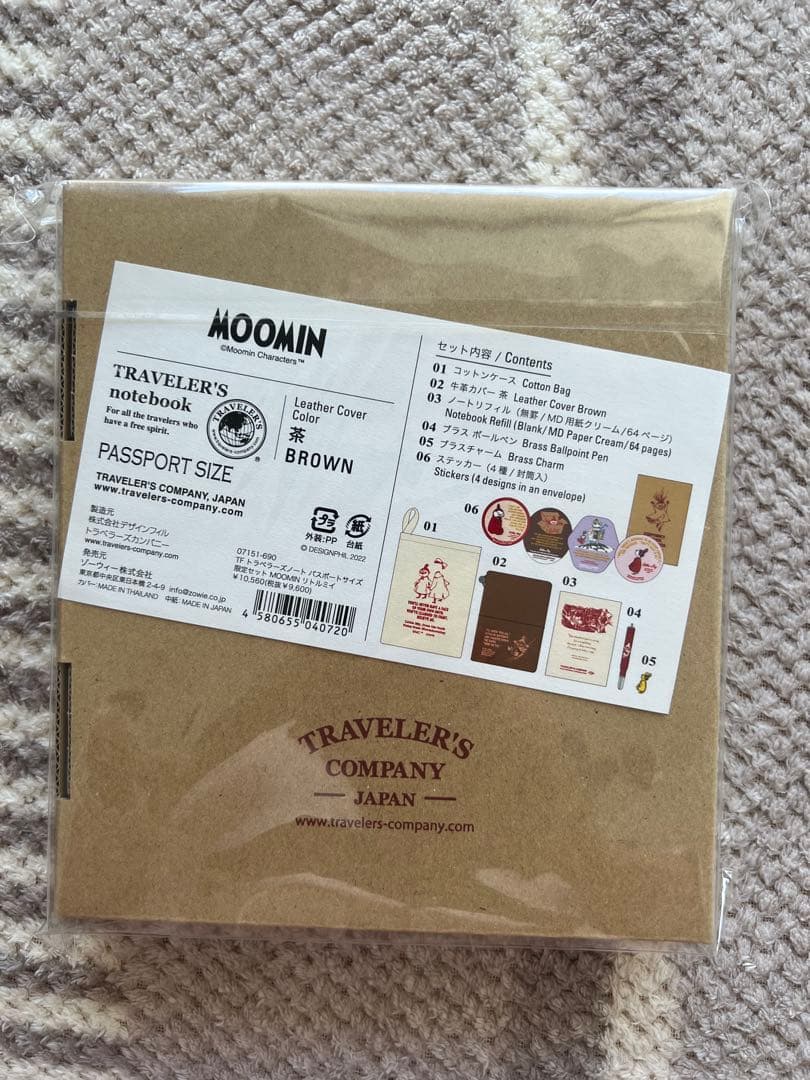 MOOMIN
©Moomin Characters™
TRAVELER'S
notebook
For all the travelers who
have a free spirit.
TRAVELER'S
PASSPORT SIZE
TRAVELER'S COMPANY, JAPAN
www.travelers-company.com
Leather Cover
Color
茶
BROWN
製造元
株式会社デザインフィル
トラベラーズカンパニー
www.travelers-company.com
発売元
ゾーウィー株式会社
東京都中央区東日本橋2-4-9 info@zowie.co.jp
カバー：MADE IN THAILAND 中紙：MADE IN JAPAN
プラ
外装:PP
紙
台紙
© DESIGNPHIL 2022
07151-690
TF トラベラーズノート パスポートサイズ
限定セット MOOMIN リトルミイ
￥10,560(税抜￥9,600)
4 580655 040720
セット内容 / Contents
01 コットンケース Cotton Bag
02 牛革カバー 茶 Leather Cover Brown
03 ノートリフィル（無罫/MD用紙クリーム/64ページ）
Notebook Refill (Blank/MD Paper Cream/64 pages)
04 ブラス ボールペン Brass Ballpoint Pen
05 ブラスチャーム Brass Charm
06 ステッカー（4種/封筒入）
Stickers (4 designs in an envelope)
06
01
02
03
04
05
TRAVELER'S
COMPANY
JAPAN
www.travelers-company.com